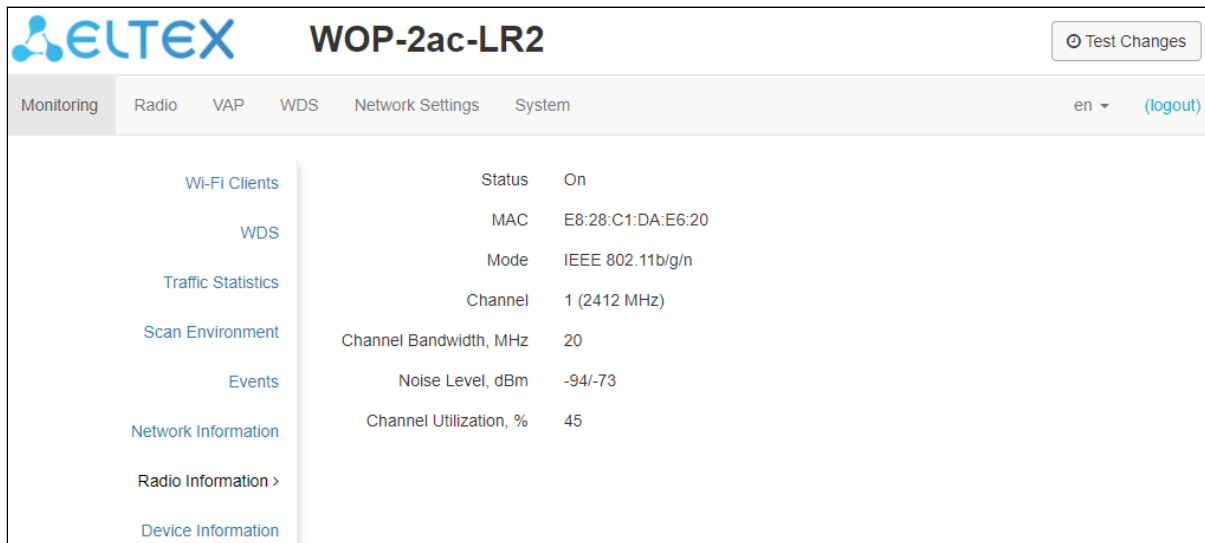 ELTEX WOP-2ac-LR2 Test Changes
Monitoring Radio VAP WDS Network Settings System en (logout)
Wi-Fi Clients
WDS
Traffic Statistics
Scan Environment
Events
Network Information
Radio Information >
Device Information
Status On
MAC E8:28:C1:DA:E6:20
Mode IEEE 802.11b/g/n
Channel 1 (2412 MHz)
Channel Bandwidth, MHz 20
Noise Level, dBm -94/-73
Channel Utilization, % 45